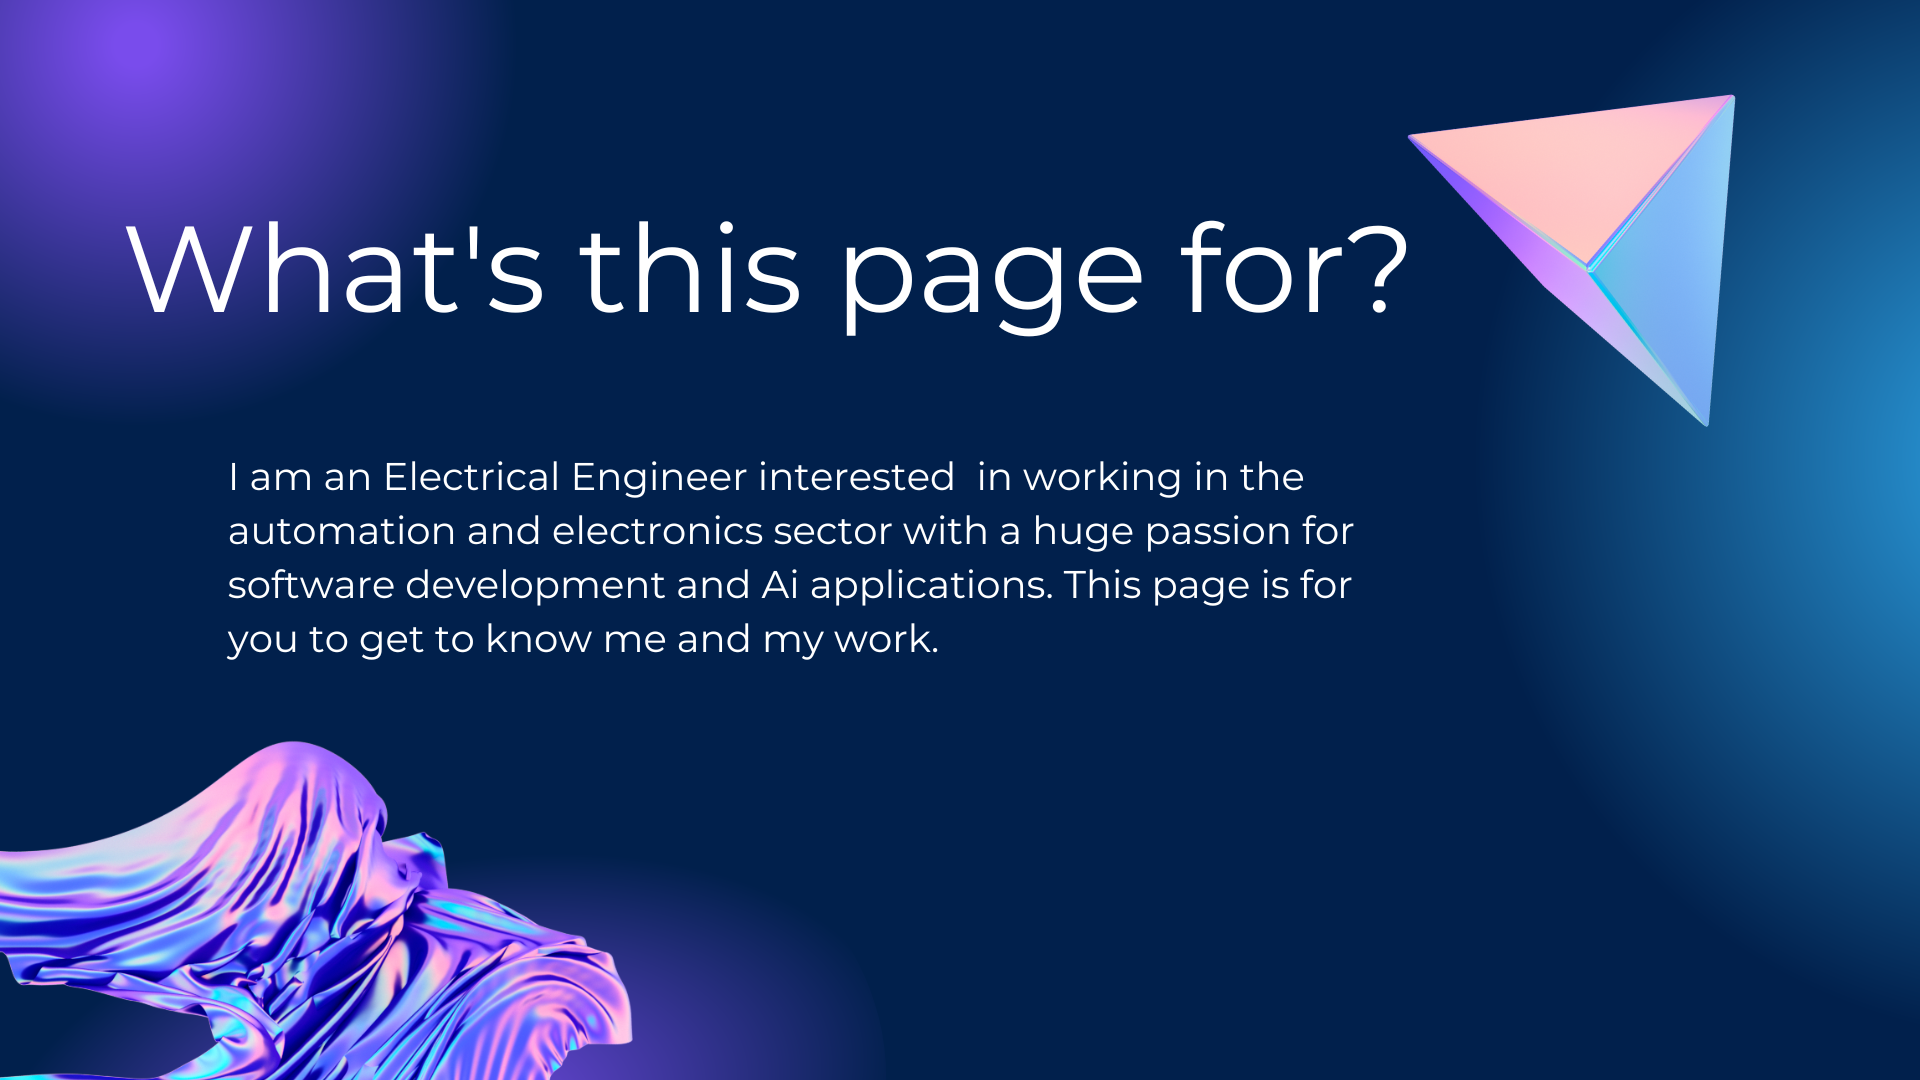 What's this page for?
I am an Electrical Engineer interested  in working in the
automation and electronics sector with a huge passion for
software development and Ai applications. This page is for
you to get to know me and my work.